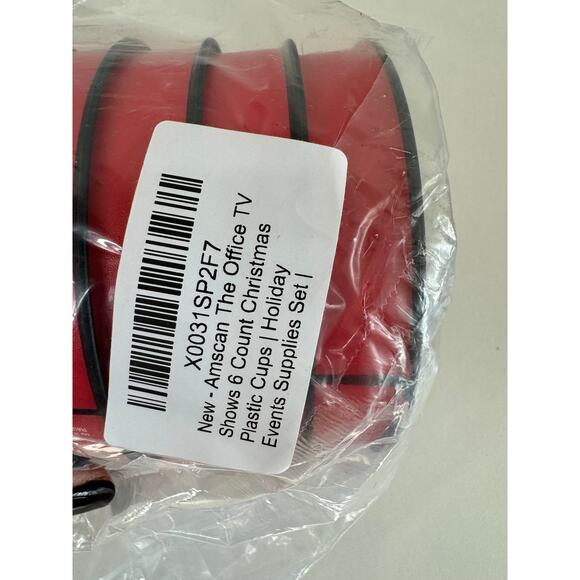 X0031SP2F7
New - Amscan The Office TV
Shows 6 Count Christmas
Plastic Cups | Holiday
Events Supplies Set |